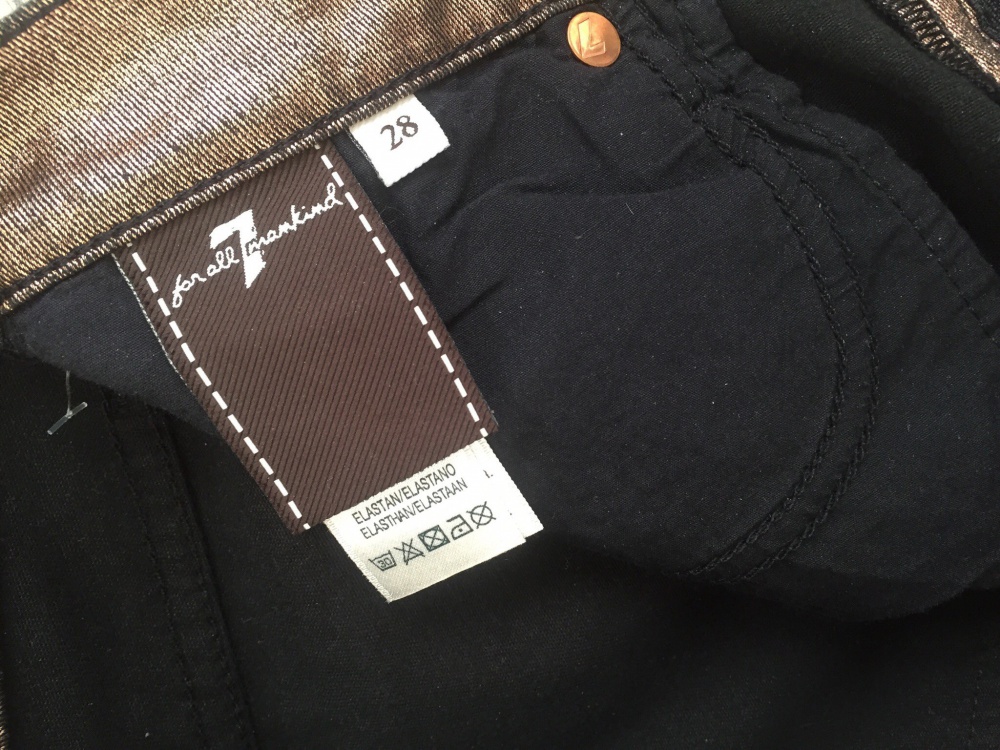 28
for all 7 mankind
ELASTAN/ELASTANO
ELASTHAN/ELASTAAN
30